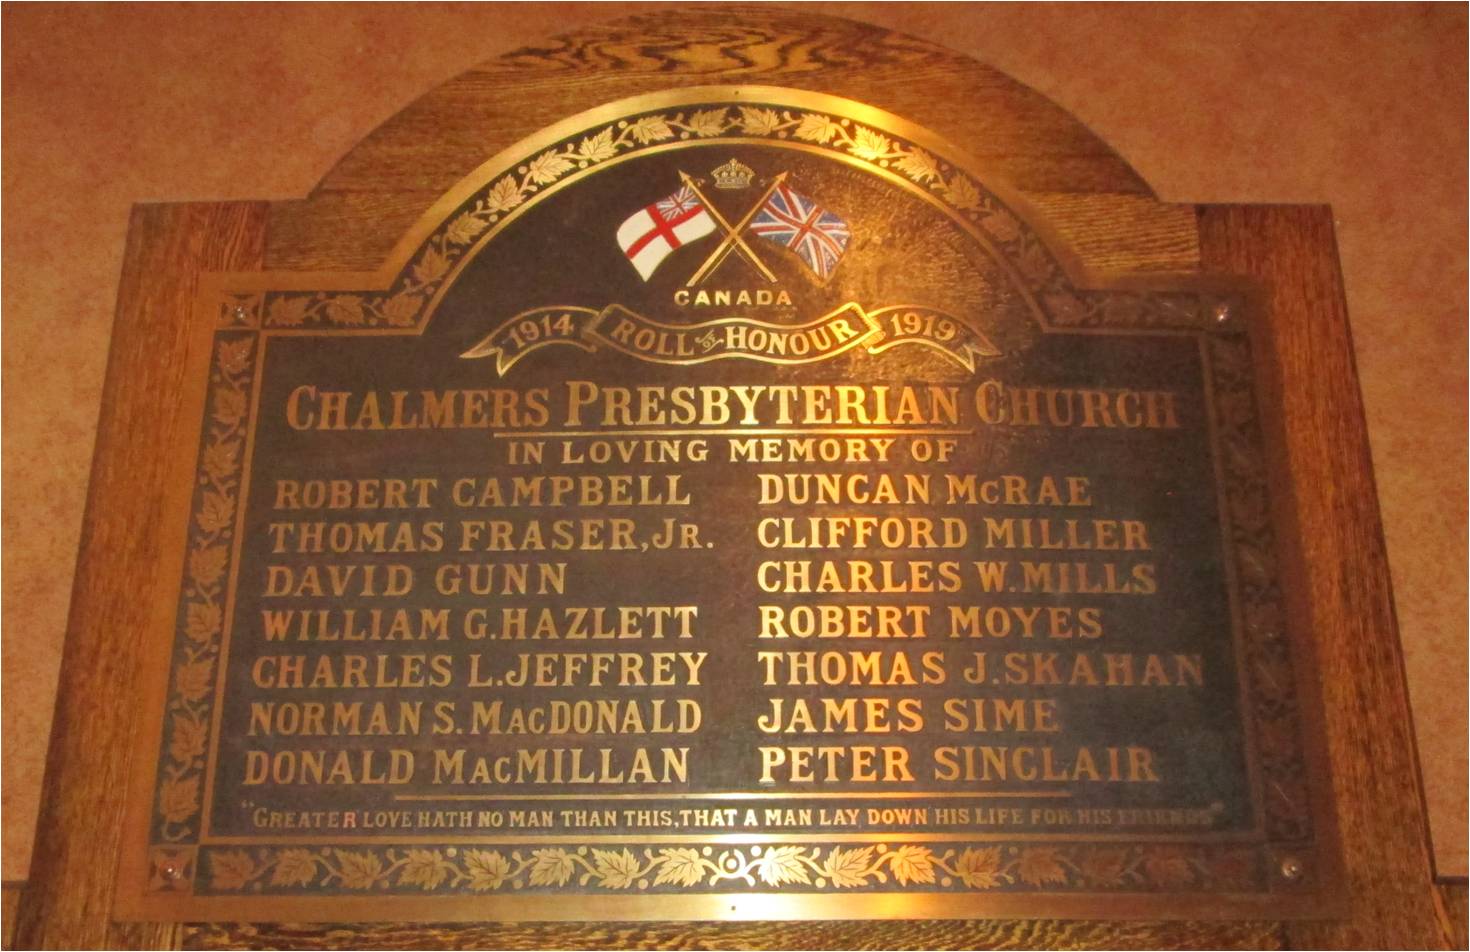 CANADA
1914 ROLL OF HONOUR 1919
CHALMERS PRESBYTERIAN CHURCH
IN LOVING MEMORY OF
ROBERT CAMPBELL
THOMAS FRASER, JR.
DAVID GUNN
WILLIAM G. HAZLETT
CHARLES L. JEFFREY
NORMAN S. MACDONALD
DONALD MACMILLAN
DUNCAN MCRAE
CLIFFORD MILLER
CHARLES W. MILLS
ROBERT MOYES
THOMAS J. SKAHAN
JAMES SIME
PETER SINCLAIR
"GREATER LOVE HATH NO MAN THAN THIS, THAT A MAN LAY DOWN HIS LIFE FOR HIS FRIENDS"